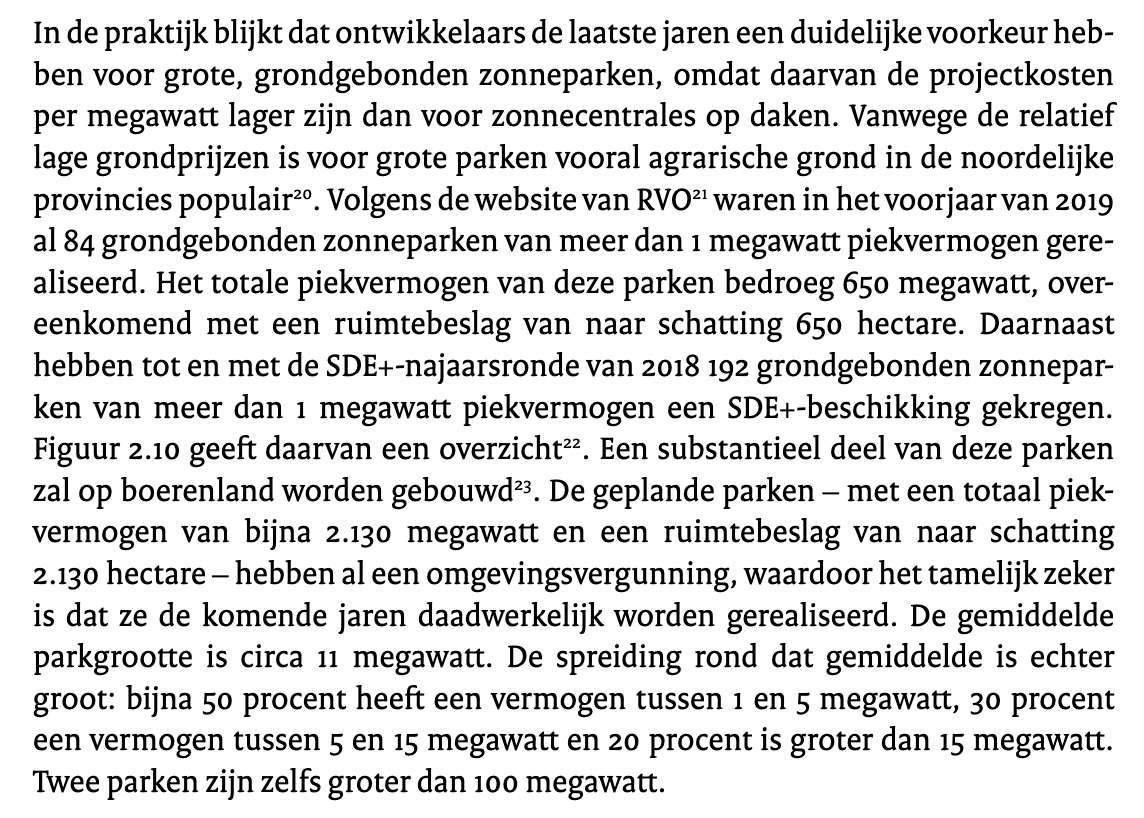 In de praktijk blijkt dat ontwikkelaars de laatste jaren een duidelijke voorkeur heb-
ben voor grote, grondgebonden zonneparken, omdat daarvan de projectkosten
per megawatt lager zijn dan voor zonnecentrales op daken. Vanwege de relatief
lage grondprijzen is voor grote parken vooral agrarische grond in de noordelijke
provincies populair²⁰. Volgens de website van RVO²¹ waren in het voorjaar van 2019
al 84 grondgebonden zonneparken van meer dan 1 megawatt piekvermogen gere-
aliseerd. Het totale piekvermogen van deze parken bedroeg 650 megawatt, over-
eenkomend met een ruimtebeslag van naar schatting 650 hectare. Daarnaast
hebben tot en met de SDE+-najaarsronde van 2018 192 grondgebonden zonnepar-
ken van meer dan 1 megawatt piekvermogen een SDE+-beschikking gekregen.
Figuur 2.10 geeft daarvan een overzicht²². Een substantieel deel van deze parken
zal op boerenland worden gebouwd²³. De geplande parken – met een totaal piek-
vermogen van bijna 2.130 megawatt en een ruimtebeslag van naar schatting
2.130 hectare – hebben al een omgevingsvergunning, waardoor het tamelijk zeker
is dat ze de komende jaren daadwerkelijk worden gerealiseerd. De gemiddelde
parkgrootte is circa 11 megawatt. De spreiding rond dat gemiddelde is echter
groot: bijna 50 procent heeft een vermogen tussen 1 en 5 megawatt, 30 procent
een vermogen tussen 5 en 15 megawatt en 20 procent is groter dan 15 megawatt.
Twee parken zijn zelfs groter dan 100 megawatt.